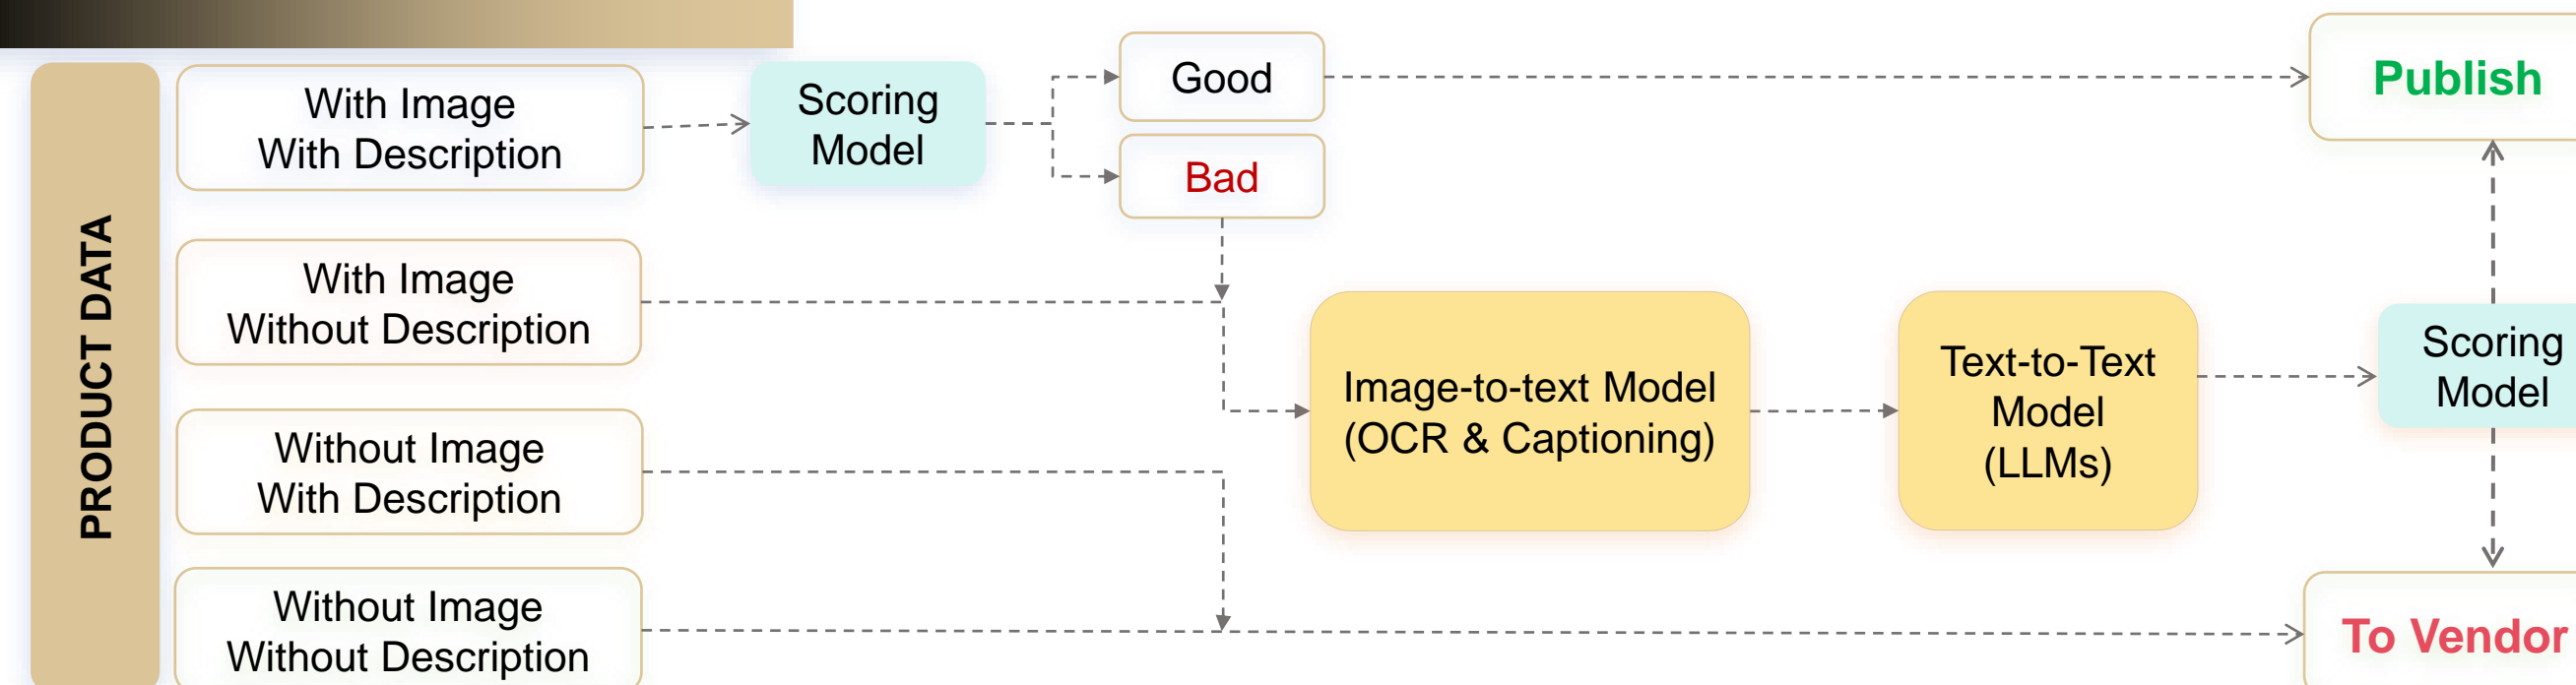 PRODUCT DATA
With Image
With Description
Scoring
Model
Good
Bad
Publish
With Image
Without Description
Image-to-text Model
(OCR & Captioning)
Text-to-Text
Model
(LLMs)
Scoring
Model
Without Image
With Description
Without Image
Without Description
To Vendor